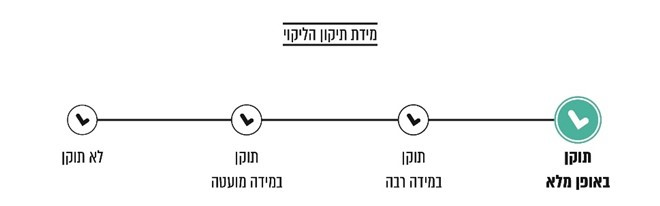 מידת תיקון הליקוי
תוקן
באופן מלא
תוקן
במידה רבה
תוקן
במידה מועטה
לא תוקן